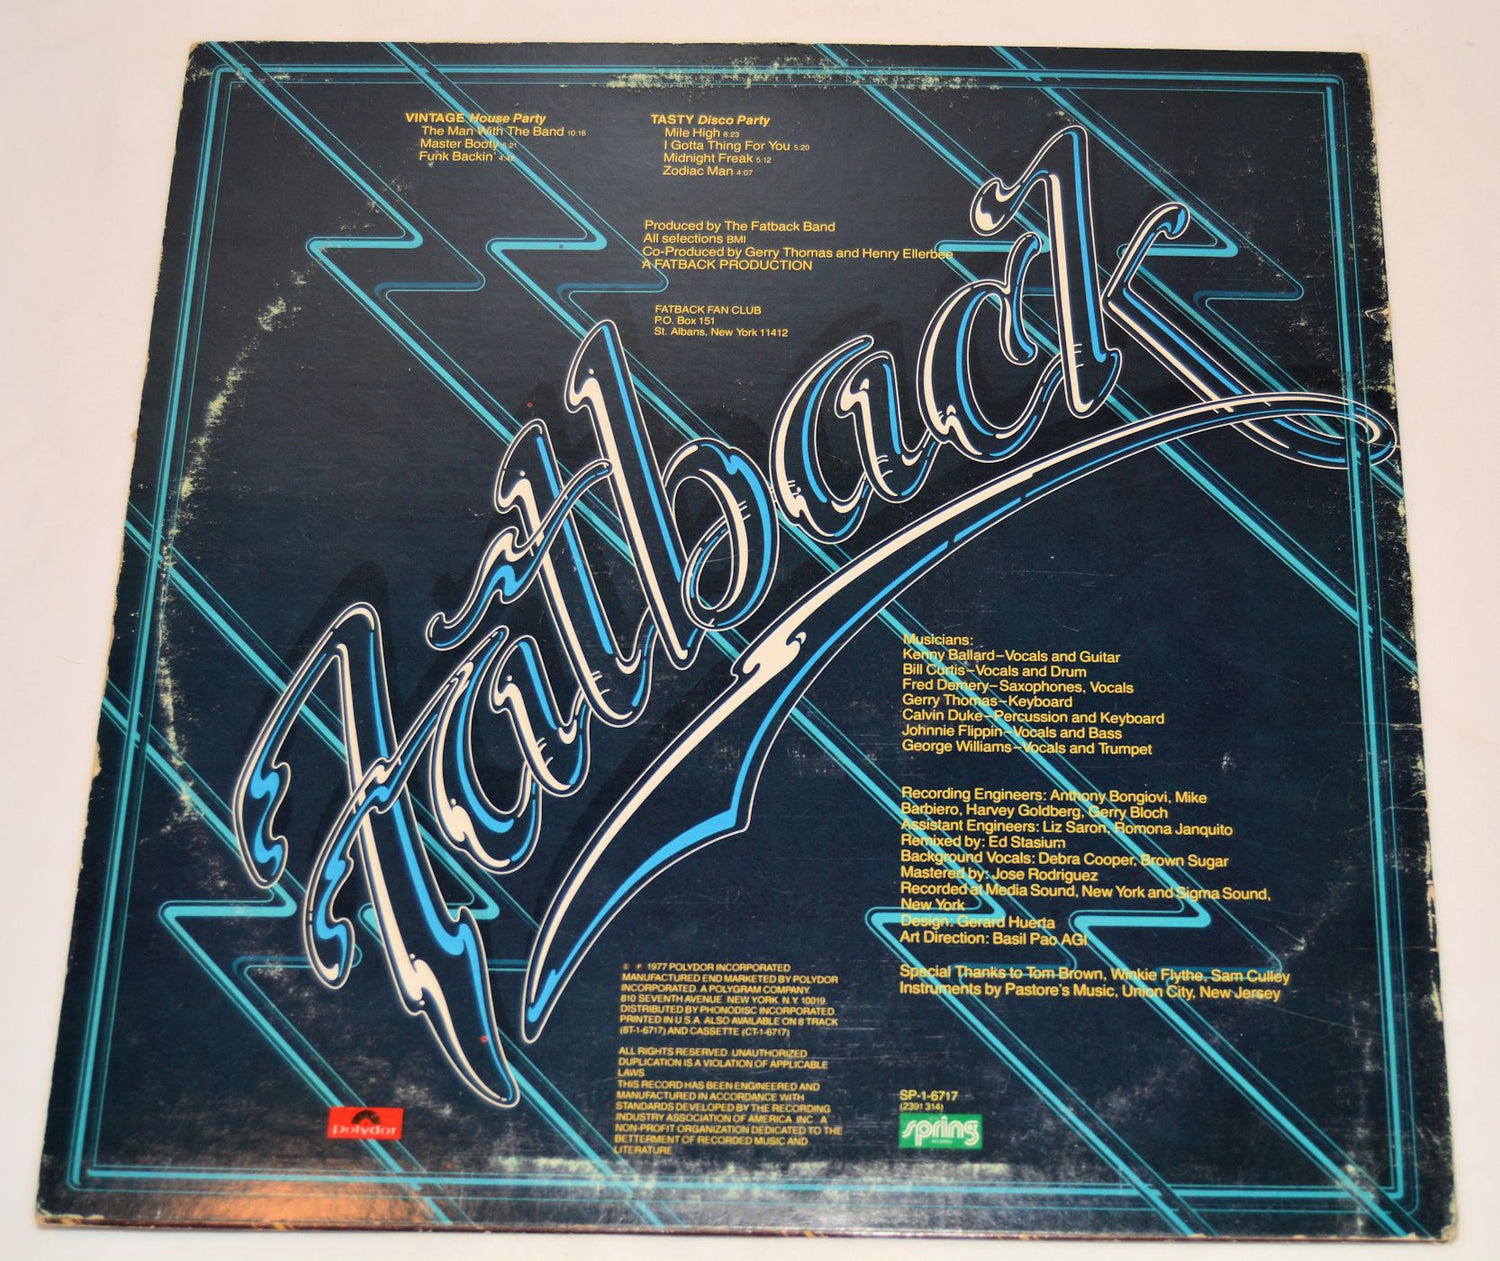 VINTAGE House Party
The Man With The Band 10:16
Master Booty 5:21
Funk Backin' 4:42
TASTY Disco Party
Mile High 6:23
I Gotta Thing For You 5:20
Midnight Freak 5:12
Zodiac Man 4:07
Produced by The Fatback Band
All selections BMI
Co-Produced by Gerry Thomas and Henry Ellerbee
A FATBACK PRODUCTION
FATBACK FAN CLUB
P.O. Box 151
St. Albans, New York 11412
Fatback
Musicians:
Kenny Ballard–Vocals and Guitar
Bill Curtis–Vocals and Drum
Fred Demery–Saxophones, Vocals
Gerry Thomas–Keyboard
Calvin Duke–Percussion and Keyboard
Johnnie Flippin–Vocals and Bass
George Williams–Vocals and Trumpet
Recording Engineers: Anthony Bongiovi, Mike
Barbiero, Harvey Goldberg, Gerry Bloch
Assistant Engineers: Liz Saron, Romona Janquito
Remixed by: Ed Stasium
Background Vocals: Debra Cooper, Brown Sugar
Mastered by: Jose Rodriguez
Recorded at Media Sound, New York and Sigma Sound,
New York
Design: Gerard Huerta
Art Direction: Basil Pao AGI
Special Thanks to Tom Brown, Winkie Flythe, Sam Culley
Instruments by Pastore's Music, Union City, New Jersey
© ℗ 1977 POLYDOR INCORPORATED
MANUFACTURED END MARKETED BY POLYDOR
INCORPORATED. A POLYGRAM COMPANY.
810 SEVENTH AVENUE. NEW YORK. N.Y. 10019.
DISTRIBUTED BY PHONODISC INCORPORATED.
PRINTED IN U.S.A. ALSO AVAILABLE ON 8 TRACK
(8T-1-6717) AND CASSETTE (CT-1-6717)
ALL RIGHTS RESERVED. UNAUTHORIZED
DUPLICATION IS A VIOLATION OF APPLICABLE
LAWS.
THIS RECORD HAS BEEN ENGINEERED AND
MANUFACTURED IN ACCORDANCE WITH
STANDARDS DEVELOPED BY THE RECORDING
INDUSTRY ASSOCIATION OF AMERICA. INC. A
NON-PROFIT ORGANIZATION DEDICATED TO THE
BETTERMENT OF RECORDED MUSIC AND
LITERATURE
polydor
SP-1-6717
(2391 314)
spring
RECORDS